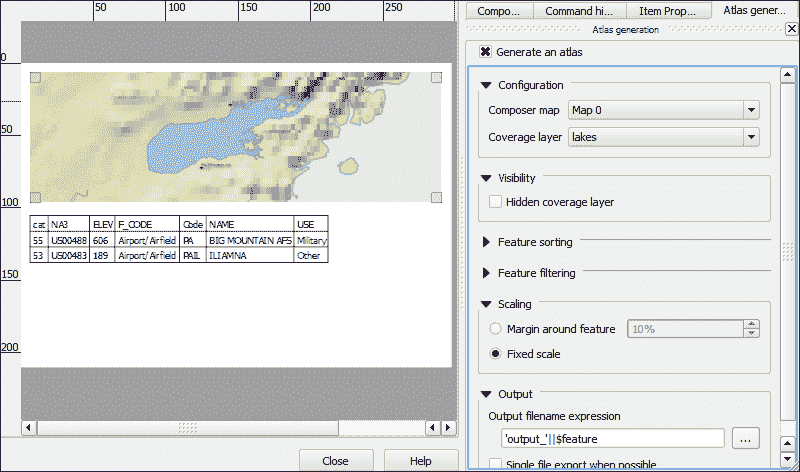 50 100 150 200 250
Compo... Command hi... Item Prop... Atlas gener...
Atlas generation
Generate an atlas
Configuration
Composer map Map 0
Coverage layer lakes
Visibility
Hidden coverage layer
Feature sorting
Feature filtering
Scaling
Margin around feature 10%
Fixed scale
Output
Output filename expression
'output_'||$feature ...
Single file export when possible
0
50
100
150
200
cat NA3 ELEV F_CODE Code NAME USE
55 US00488 606 Airport/Airfield PA BIG MOUNTAIN AFS Military
53 US00483 189 Airport/Airfield PAIL ILIAMNA Other
Close Help